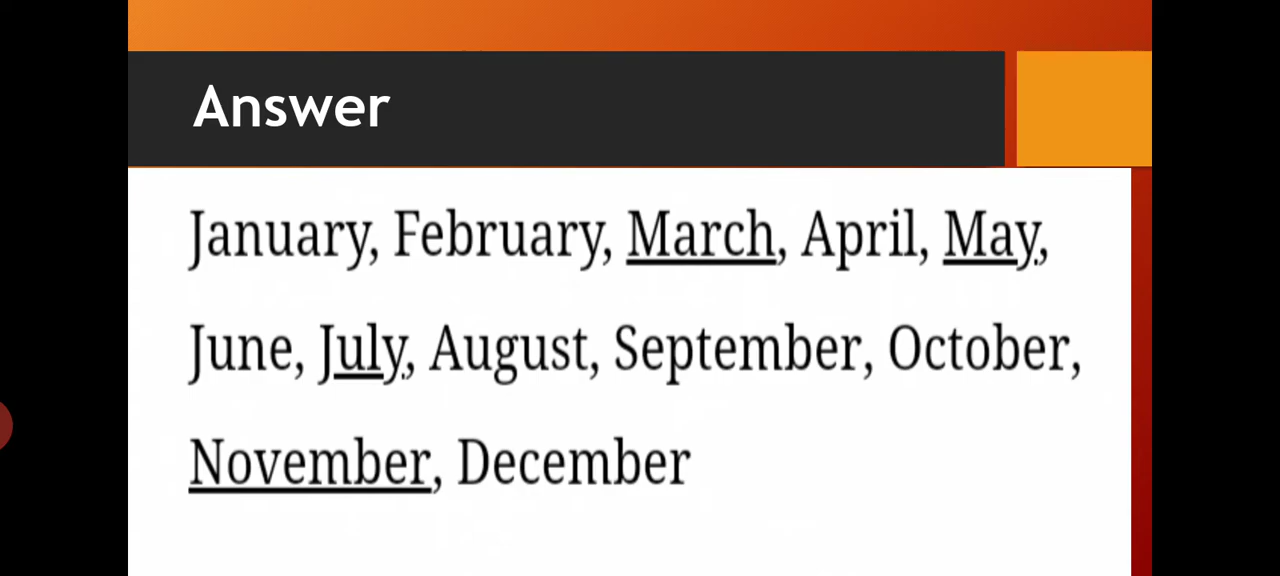 Answer
January, February, March, April, May,
June, July, August, September, October,
November, December